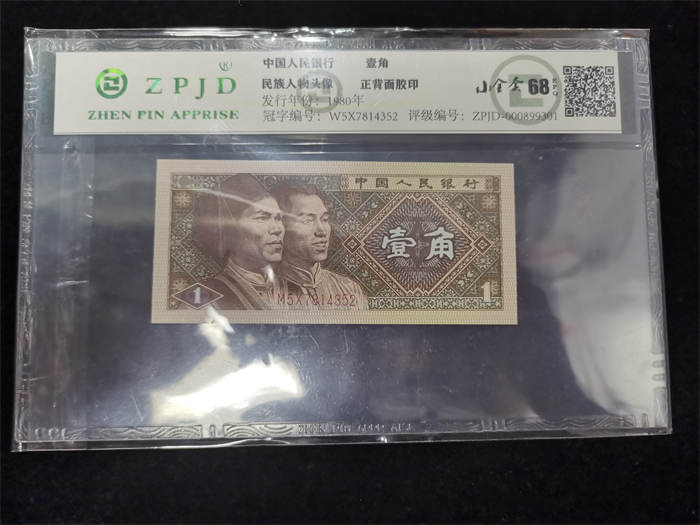 ZPJD®
ZHEN PIN APPRISE
中国人民银行 壹角
民族人物头像 正背面胶印
发行年份：1980年
冠字编号：W5X7814352 评级编号：ZPJD-000899301
68
中国人民银行
壹角
1
M5X7814352
1